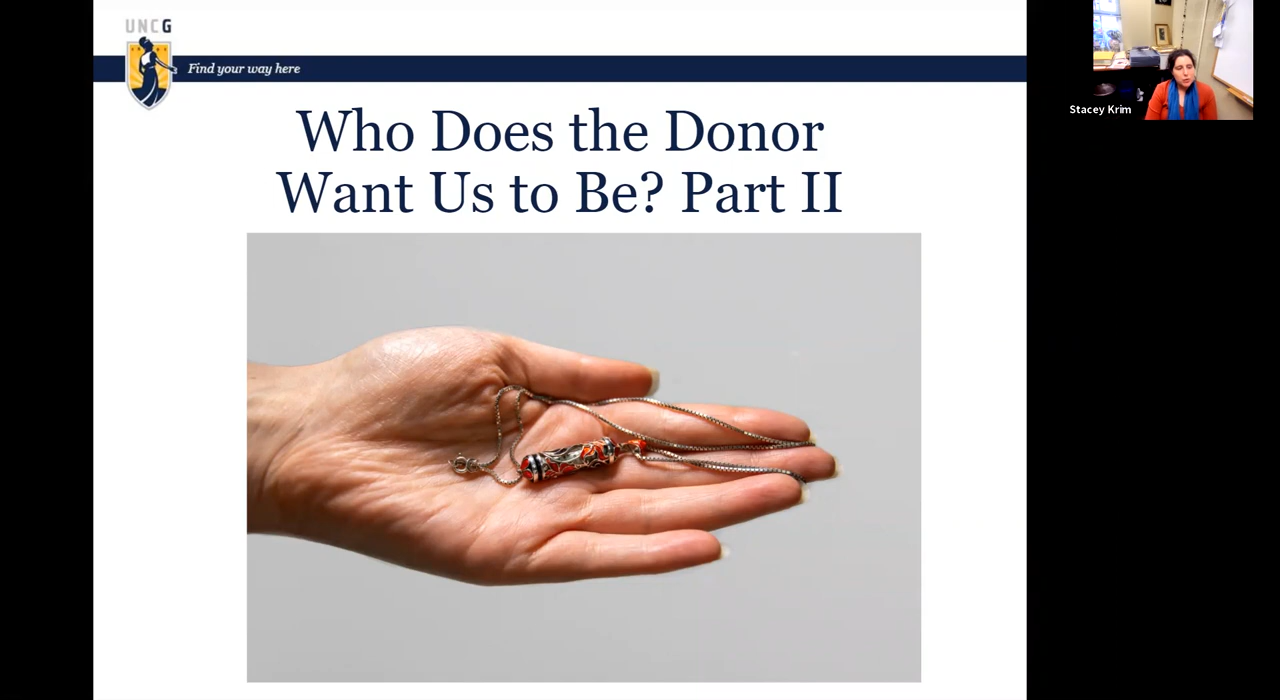 UNCG
Find your way here
Who Does the Donor
Want Us to Be? Part II
Stacey Krim